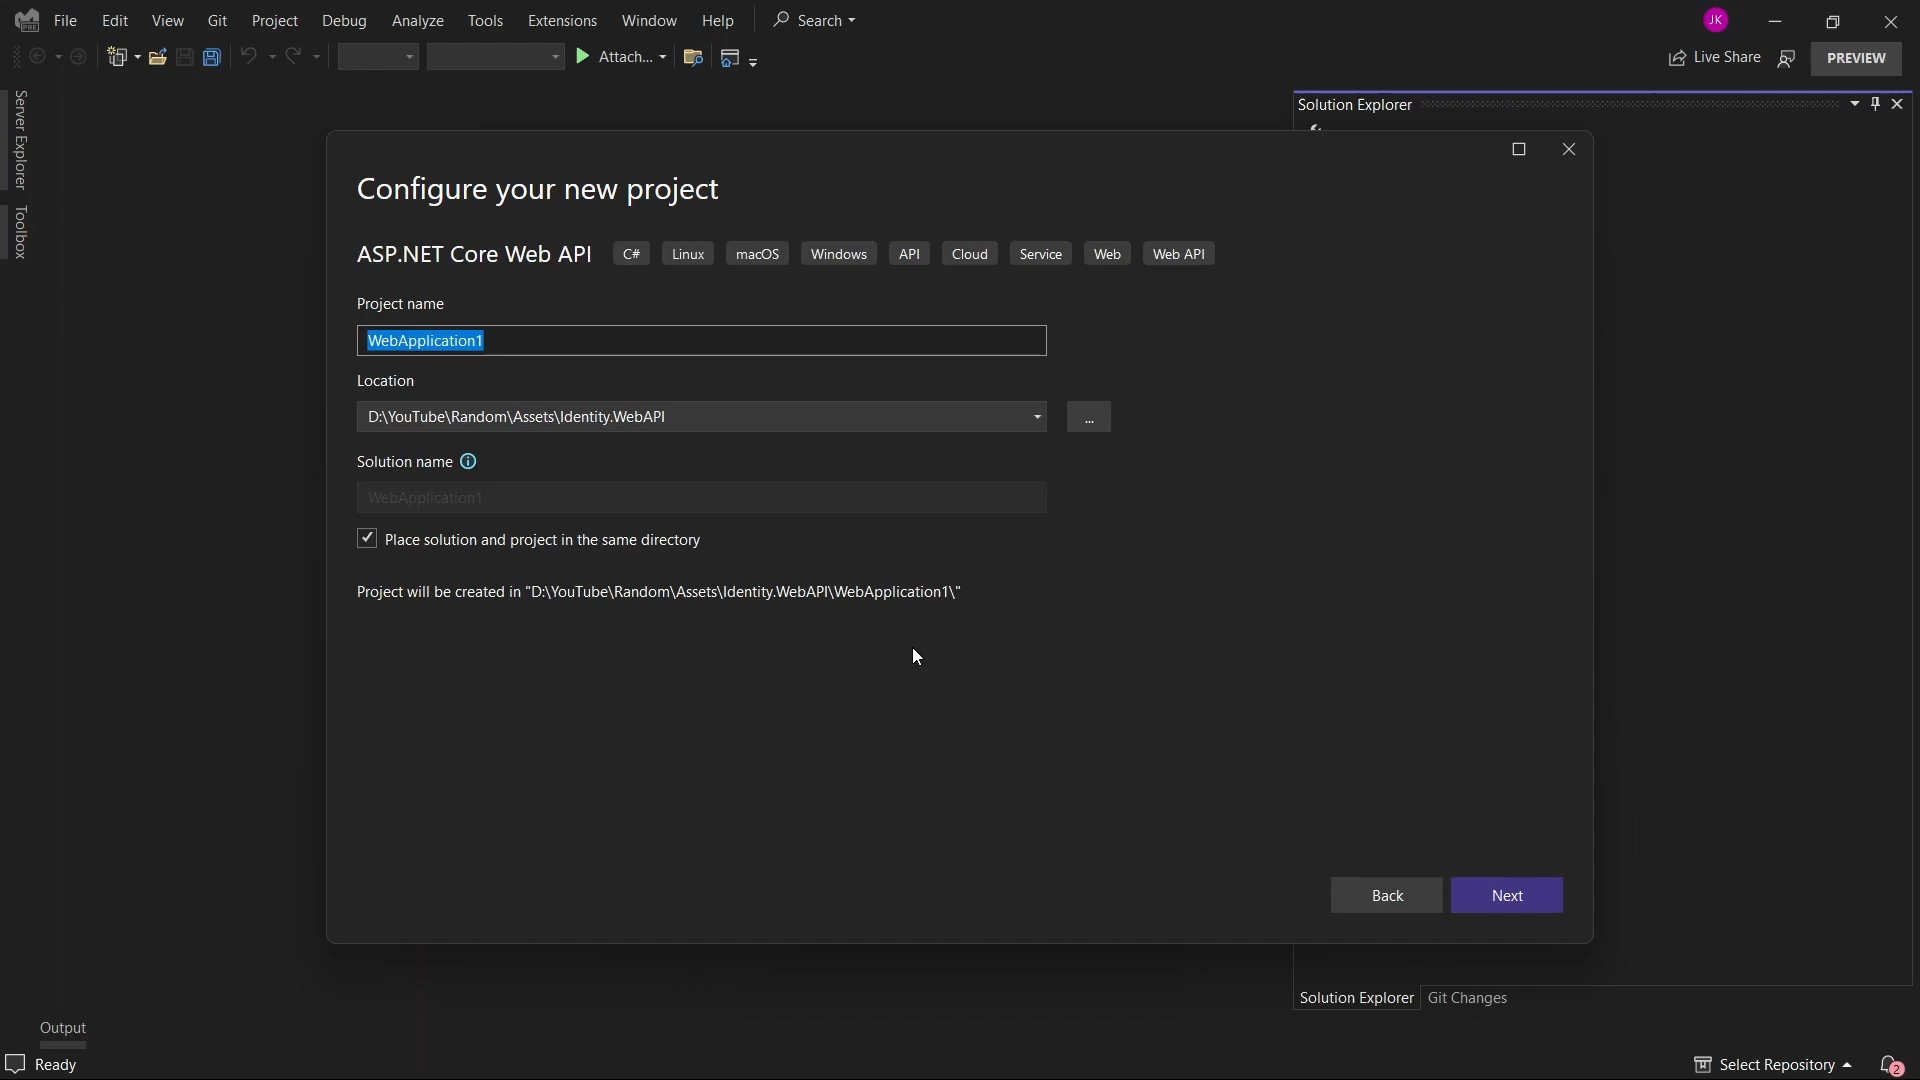 File Edit View Git Project Debug Analyze Tools Extensions Window Help Search JK
PRE
Attach... Live Share PREVIEW
Server Explorer
Toolbox
Solution Explorer
Configure your new project
ASP.NET Core Web API C# Linux macOS Windows API Cloud Service Web Web API
Project name
WebApplication1
Location
D:\YouTube\Random\Assets\Identity.WebAPI ...
Solution name
WebApplication1
Place solution and project in the same directory
Project will be created in "D:\YouTube\Random\Assets\Identity.WebAPI\WebApplication1\"
Back Next
Solution Explorer Git Changes
Output
Ready Select Repository 2